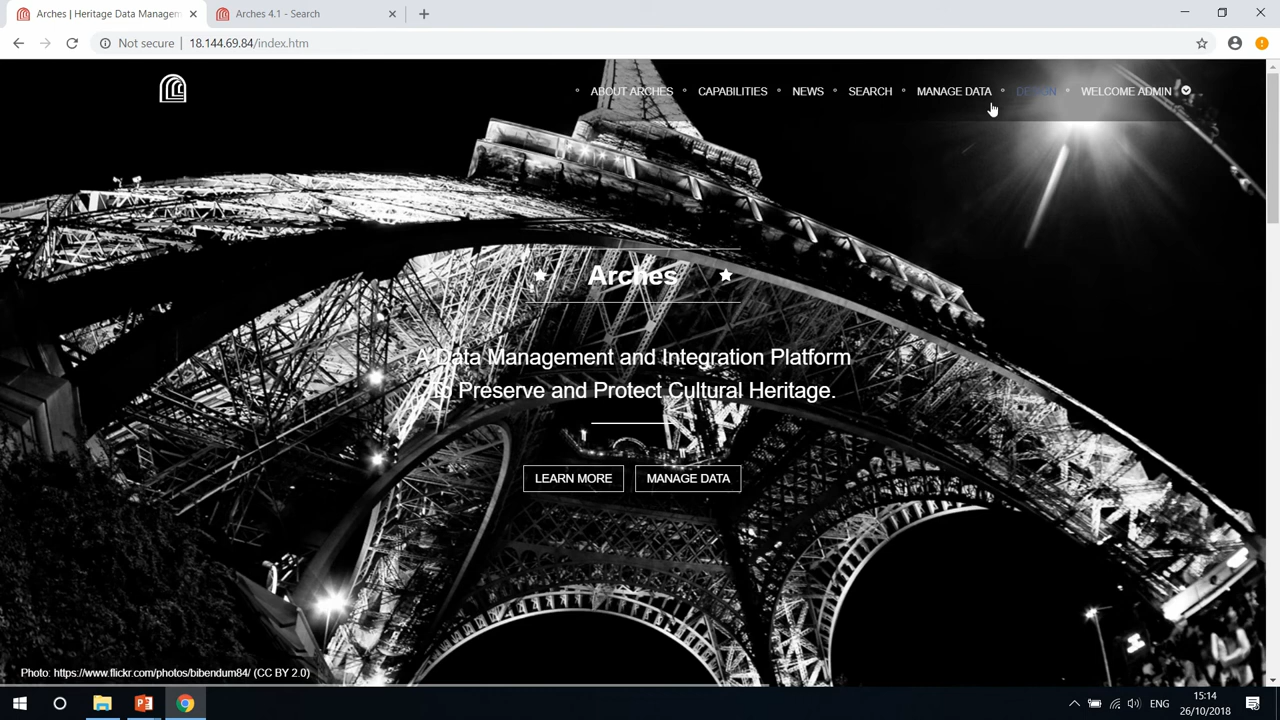 Arches | Heritage Data Managem
Arches 4.1 - Search
Not secure | 18.144.69.84/index.htm
ABOUT ARCHES CAPABILITIES NEWS SEARCH MANAGE DATA DESIGN WELCOME ADMIN
Arches
A Data Management and Integration Platform
To Preserve and Protect Cultural Heritage.
LEARN MORE MANAGE DATA
Photo: https://www.flickr.com/photos/bibendum84/ (CC BY 2.0)
ENG
15:14
26/10/2018